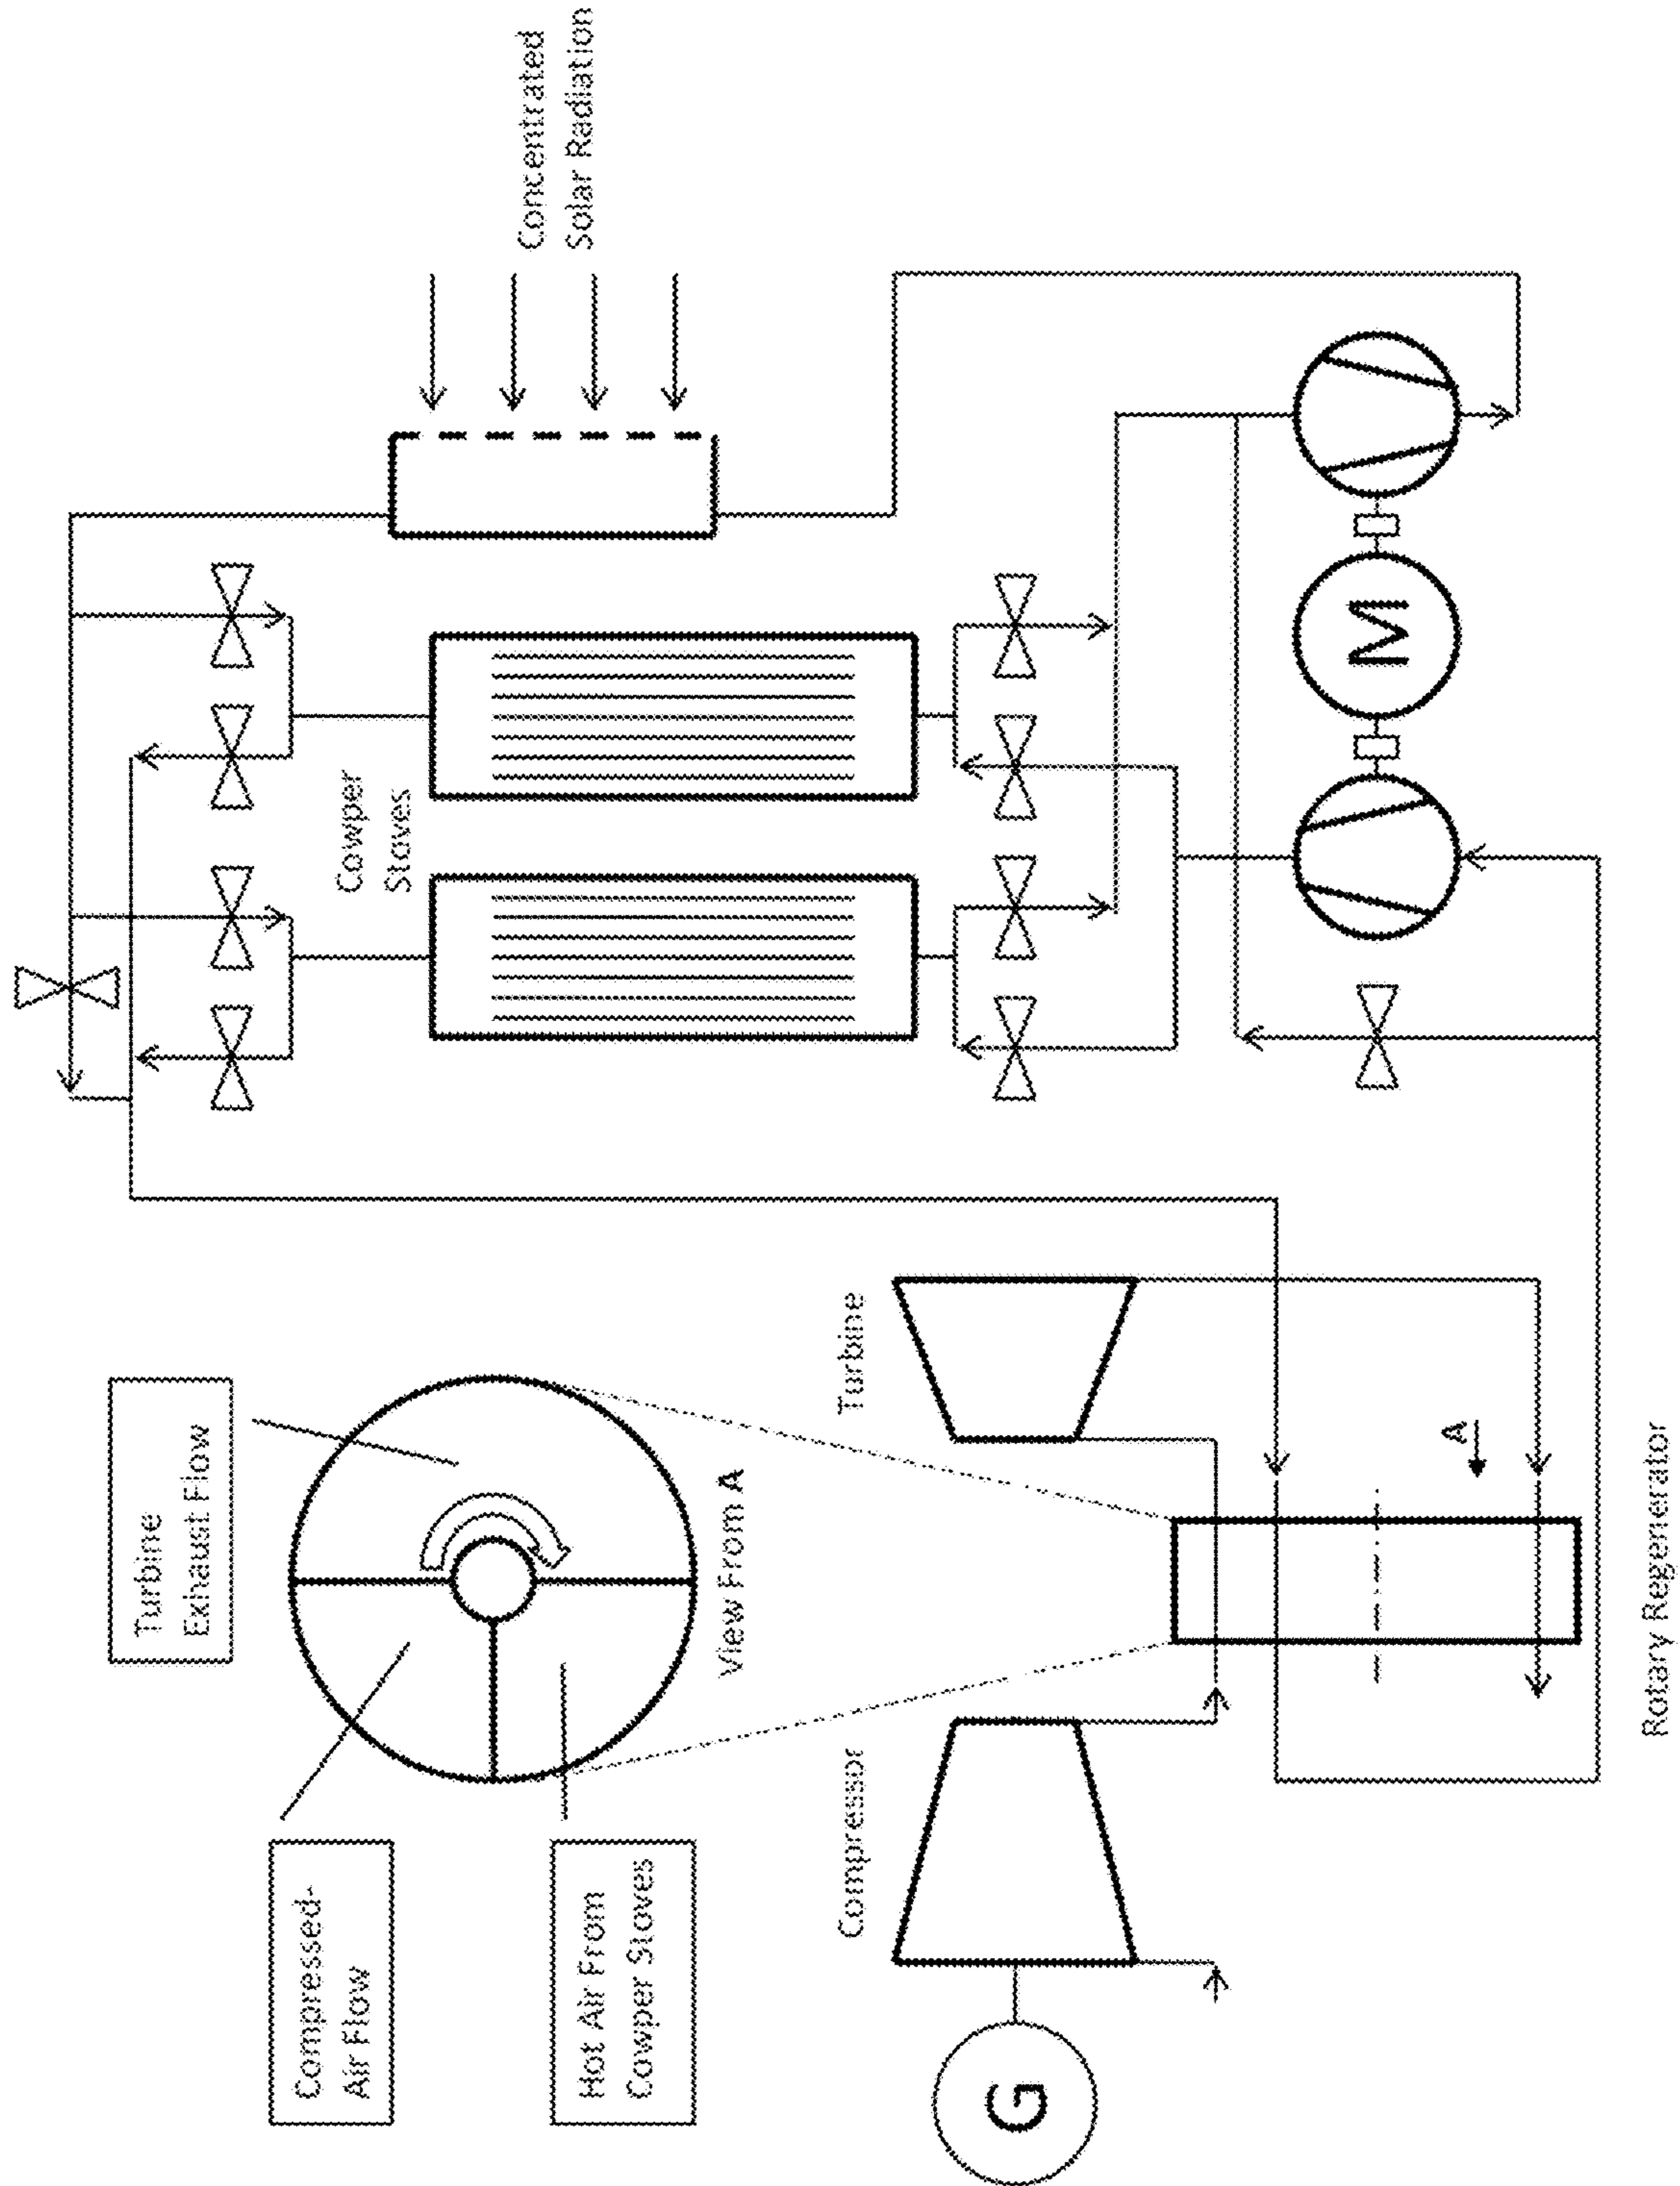 Turbine
Exhaust Flow
Compressed-
Air Flow
Hot Air From
Cowper Stoves
View From A
Cowper
Stoves
Concentrated
Solar Radiation
G
Compressor
Turbine
A
M
Rotary Regenerator